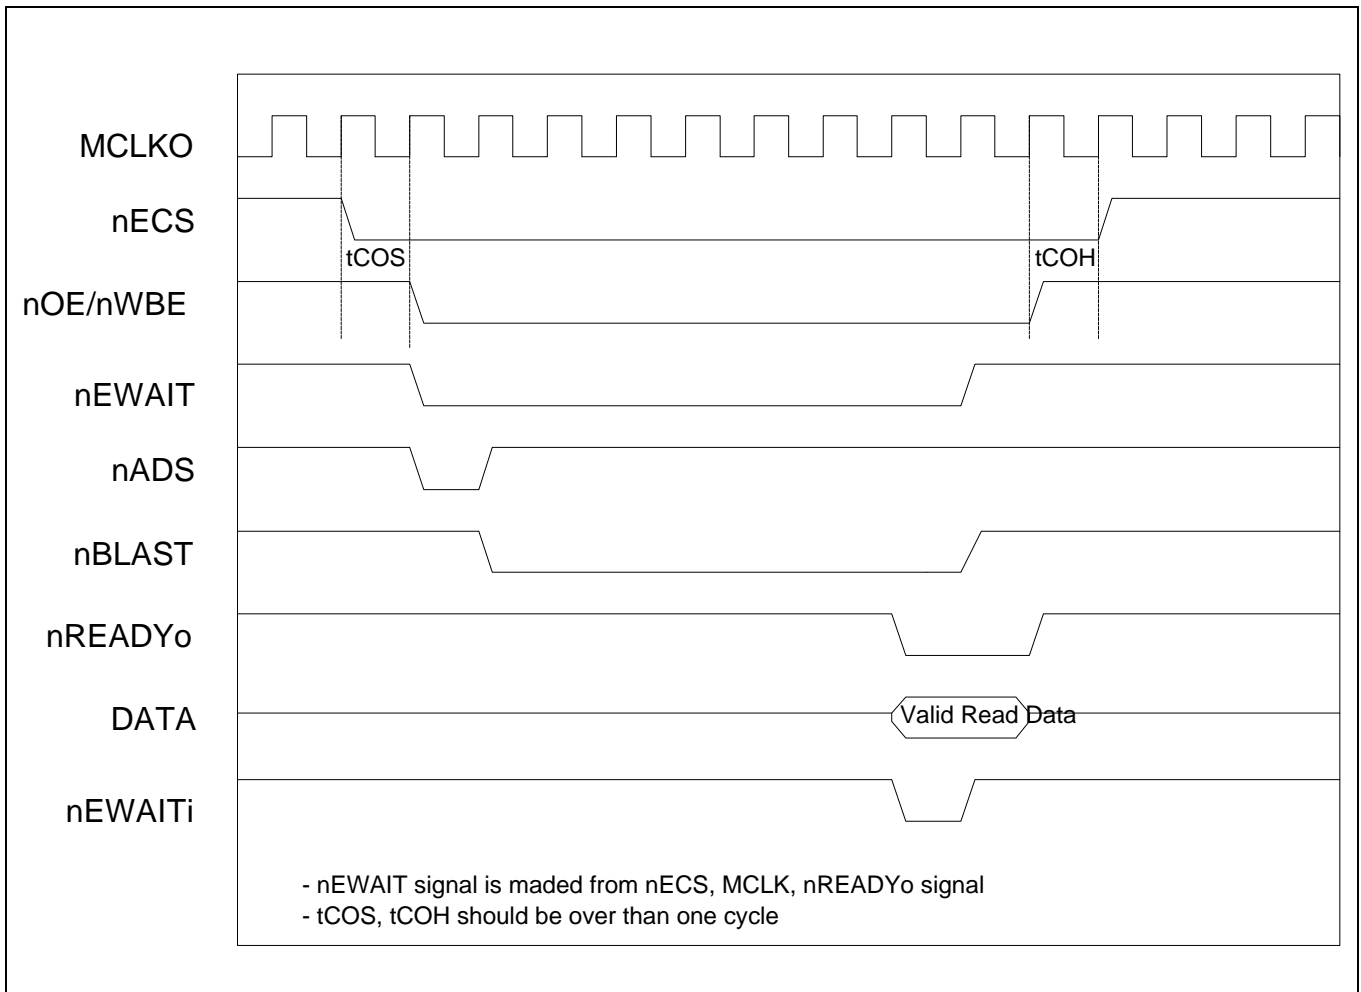 MCLKO
nECS
tCOS tCOH
nOE/nWBE
nEWAIT
nADS
nBLAST
nREADYo
DATA Valid Read Data
nEWAITi
- nEWAIT signal is maded from nECS, MCLK, nREADYo signal
- tCOS, tCOH should be over than one cycle